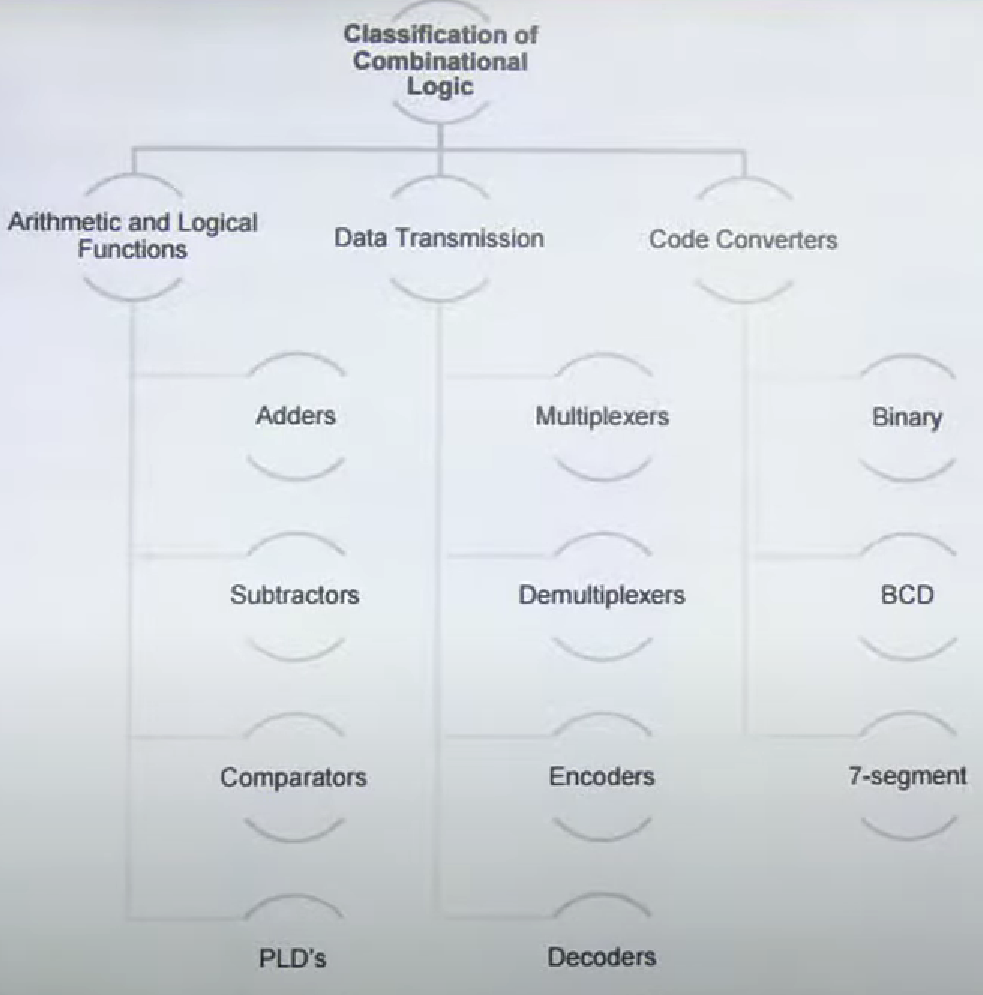 Classification of
Combinational
Logic
Arithmetic and Logical
Functions
Data Transmission
Code Converters
Adders
Multiplexers
Binary
Subtractors
Demultiplexers
BCD
Comparators
Encoders
7-segment
PLD's
Decoders